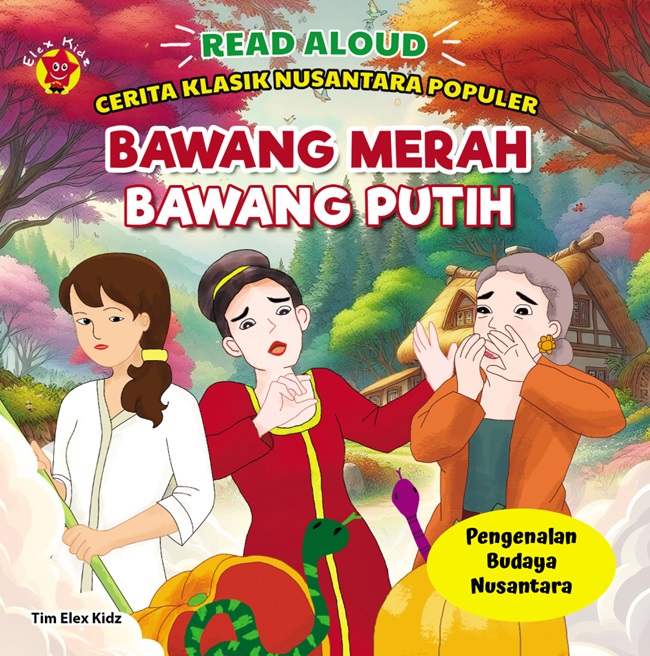 Elex Kidz
READ ALOUD
CERITA KLASIK NUSANTARA POPULER
BAWANG MERAH
BAWANG PUTIH
Pengenalan
Budaya
Nusantara
Tim Elex Kidz